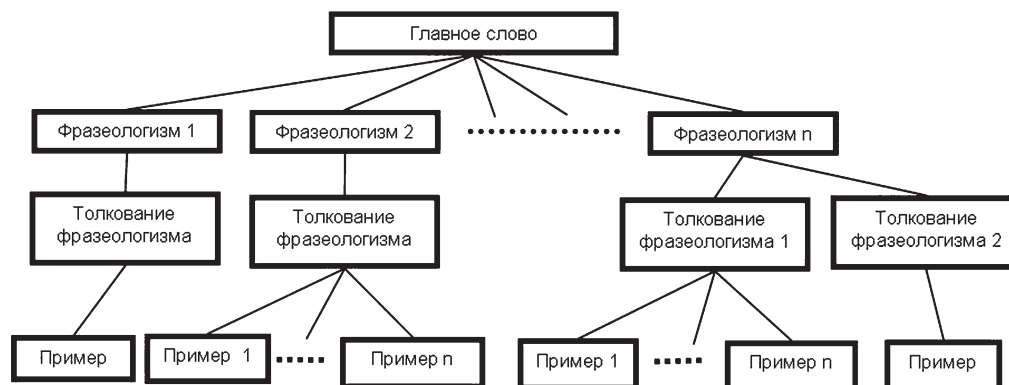 Главное слово
Фразеологизм 1
Фразеологизм 2
Фразеологизм n
Толкование
фразеологизма
Толкование
фразеологизма
Толкование
фразеологизма 1
Толкование
фразеологизма 2
Пример
Пример 1
Пример n
Пример 1
Пример n
Пример